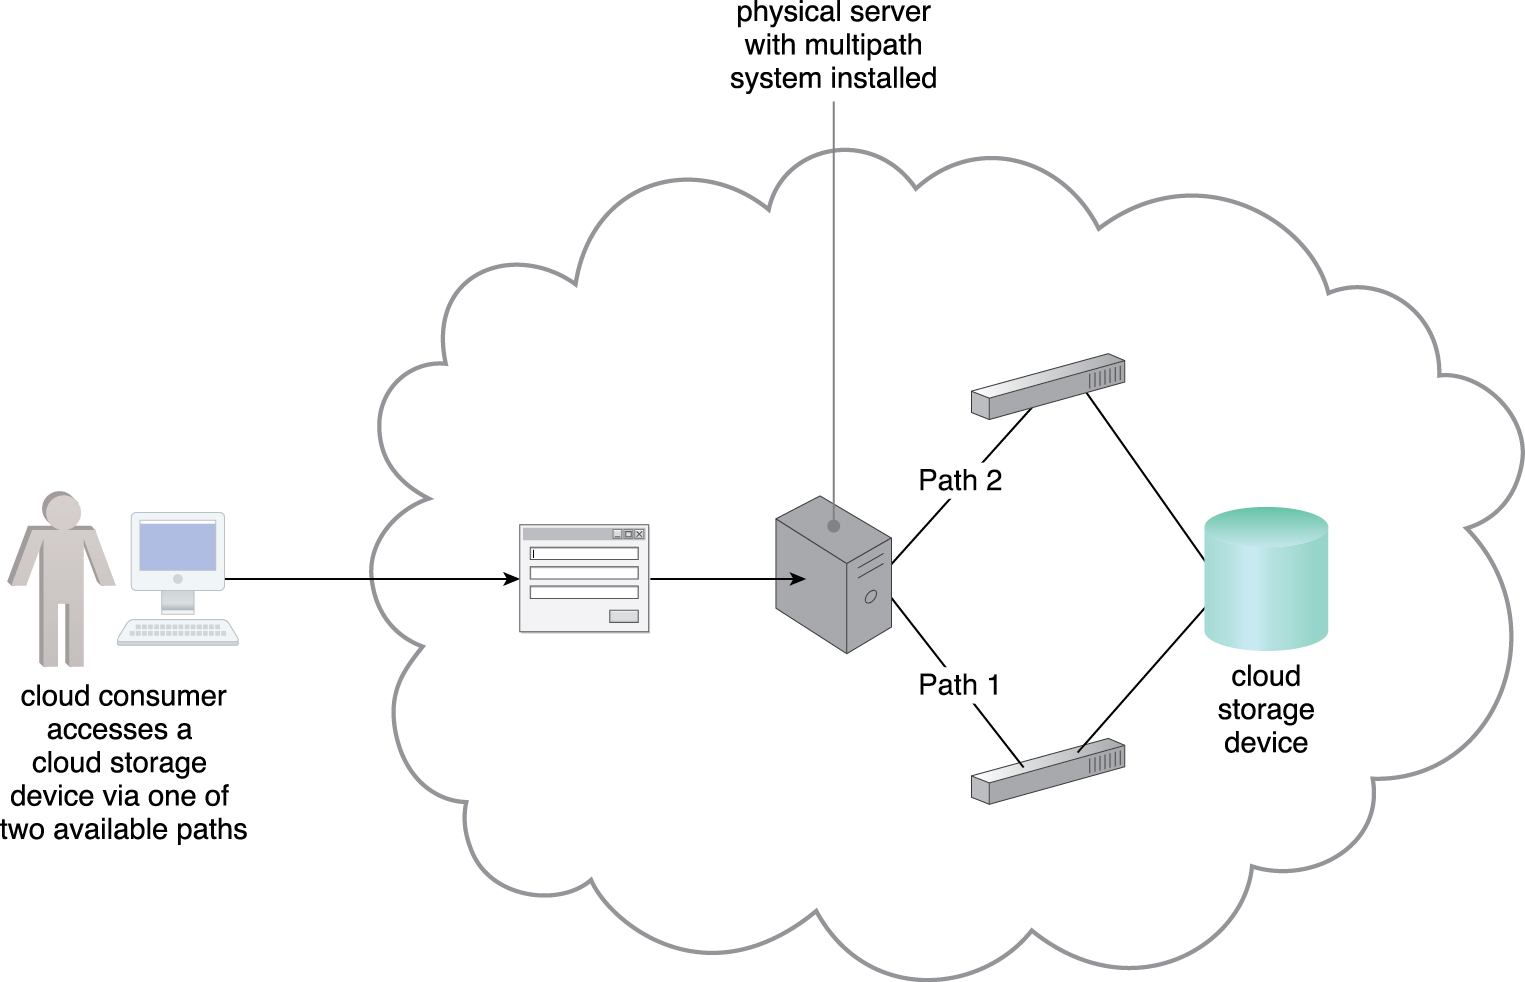 physical server
with multipath
system installed
Path 2
Path 1
cloud
storage
device
cloud consumer
accesses a
cloud storage
device via one of
two available paths